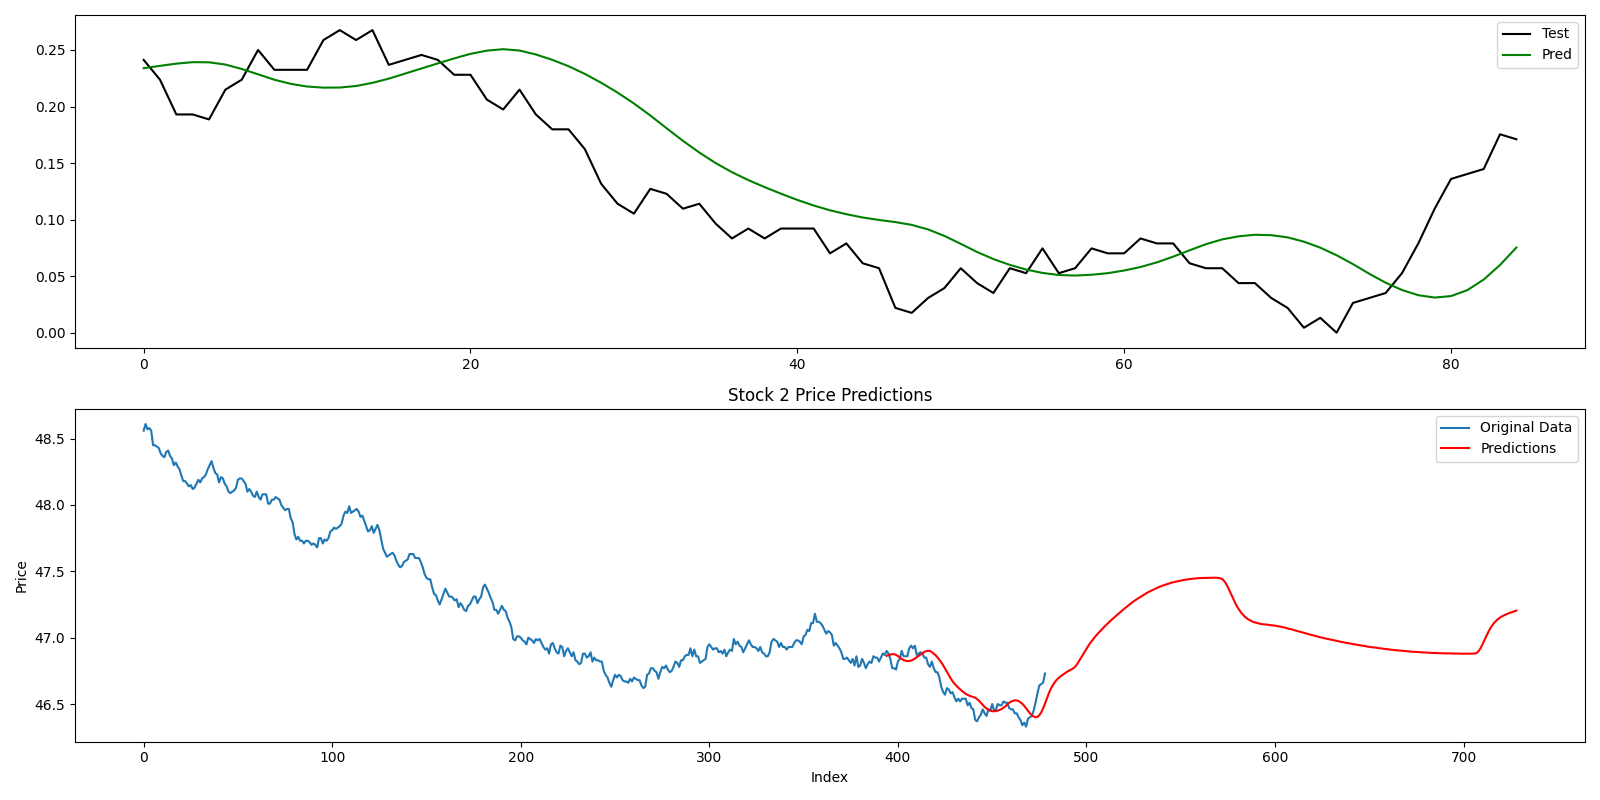 0.25
0.20
0.15
0.10
0.05
0.00
Test
Pred
0 20 40 60 80
Stock 2 Price Predictions
48.5
48.0
47.5
47.0
46.5
Price
Original Data
Predictions
0 100 200 300 400 500 600 700
Index